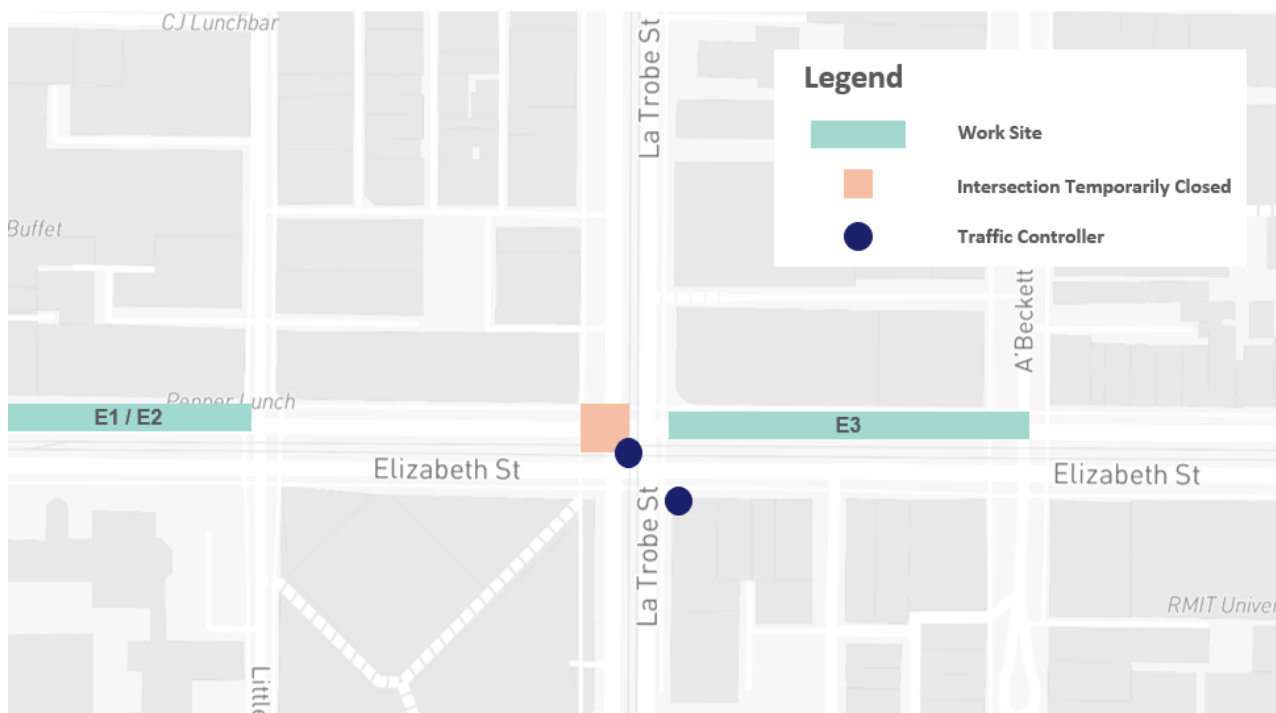 CJ Lunchbar
La Trobe St
Legend
Work Site
Intersection Temporarily Closed
Traffic Controller
Buffet
A'Beckett
Pepper Lunch
E1 / E2
E3
Elizabeth St
Elizabeth St
La Trobe St
RMIT Univer
Little